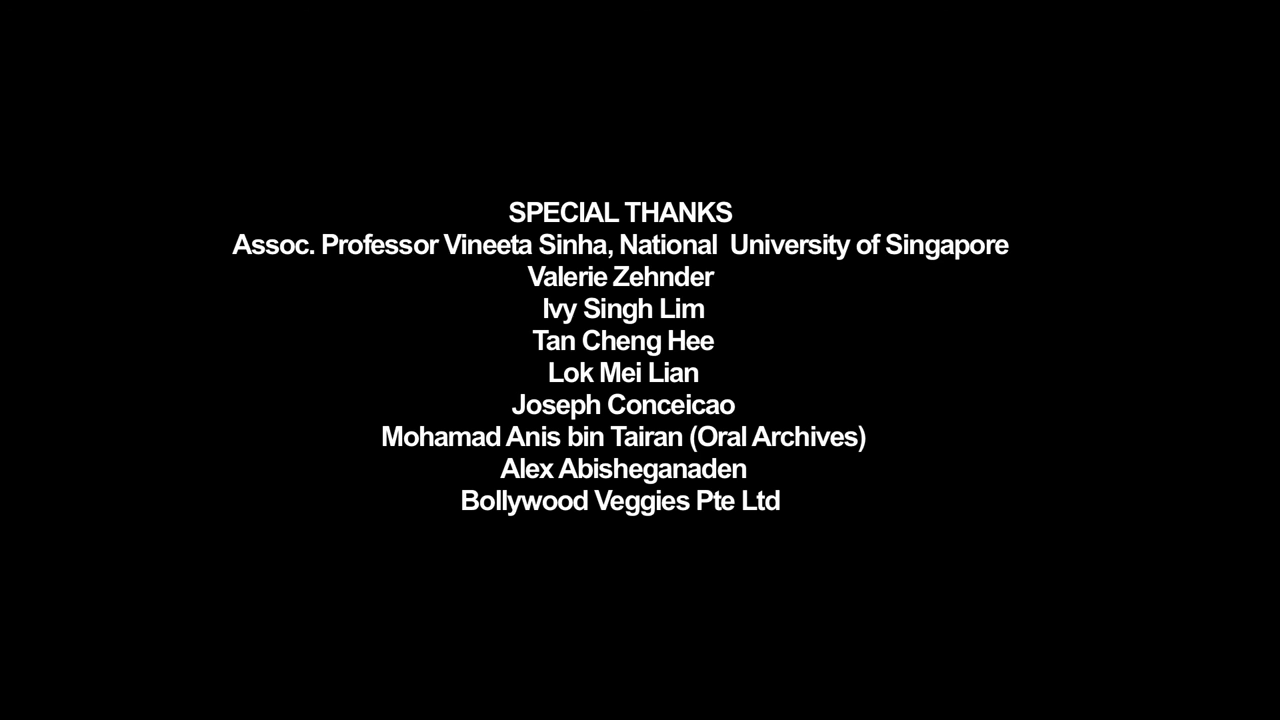 SPECIAL THANKS
Assoc. Professor Vineeta Sinha, National  University of Singapore
Valerie Zehnder
Ivy Singh Lim
Tan Cheng Hee
Lok Mei Lian
Joseph Conceicao
Mohamad Anis bin Tairan (Oral Archives)
Alex Abisheganaden
Bollywood Veggies Pte Ltd